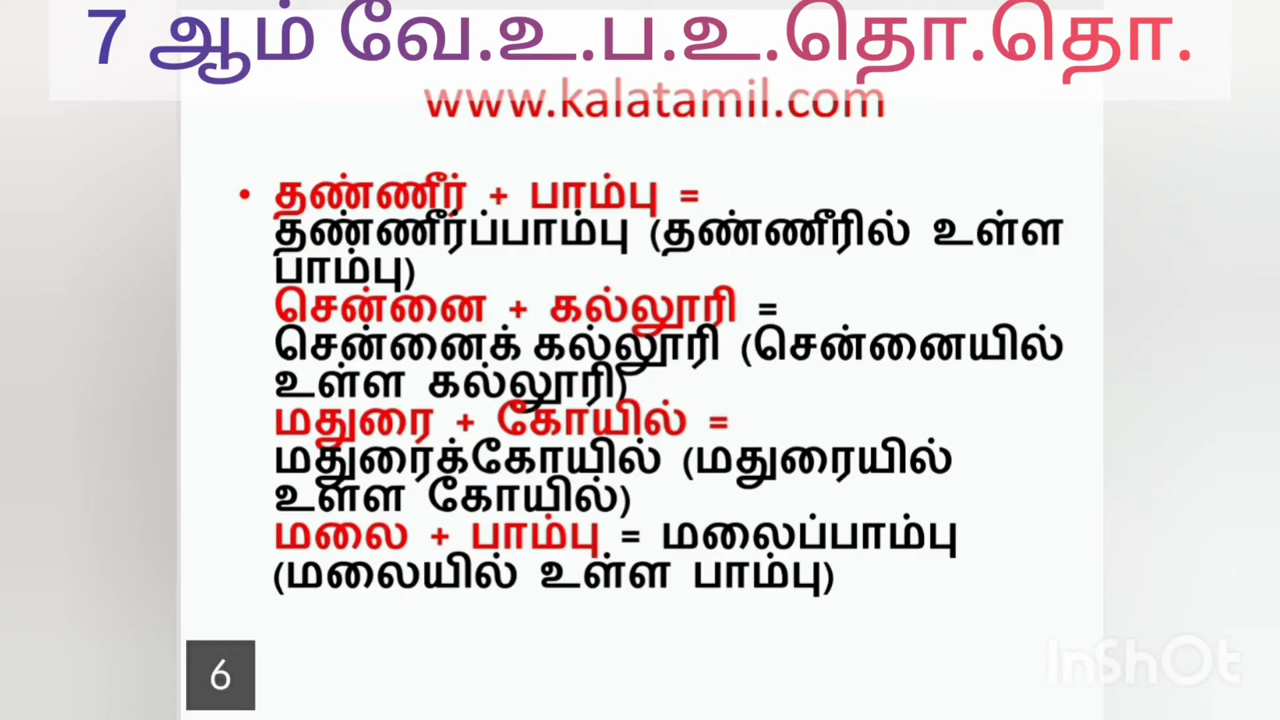 7 ஆம் வே.உ.ப.உ.தொ.தொ.
www.kalatamil.com
• தண்ணீர் + பாம்பு =
தண்ணீர்ப்பாம்பு (தண்ணீரில் உள்ள
பாம்பு)
சென்னை + கல்லூரி =
சென்னைக் கல்லூரி (சென்னையில்
உள்ள கல்லூரி)
மதுரை + கோயில் =
மதுரைக்கோயில் (மதுரையில்
உள்ள கோயில்)
மலை + பாம்பு = மலைப்பாம்பு
(மலையில் உள்ள பாம்பு)
6
InShOt